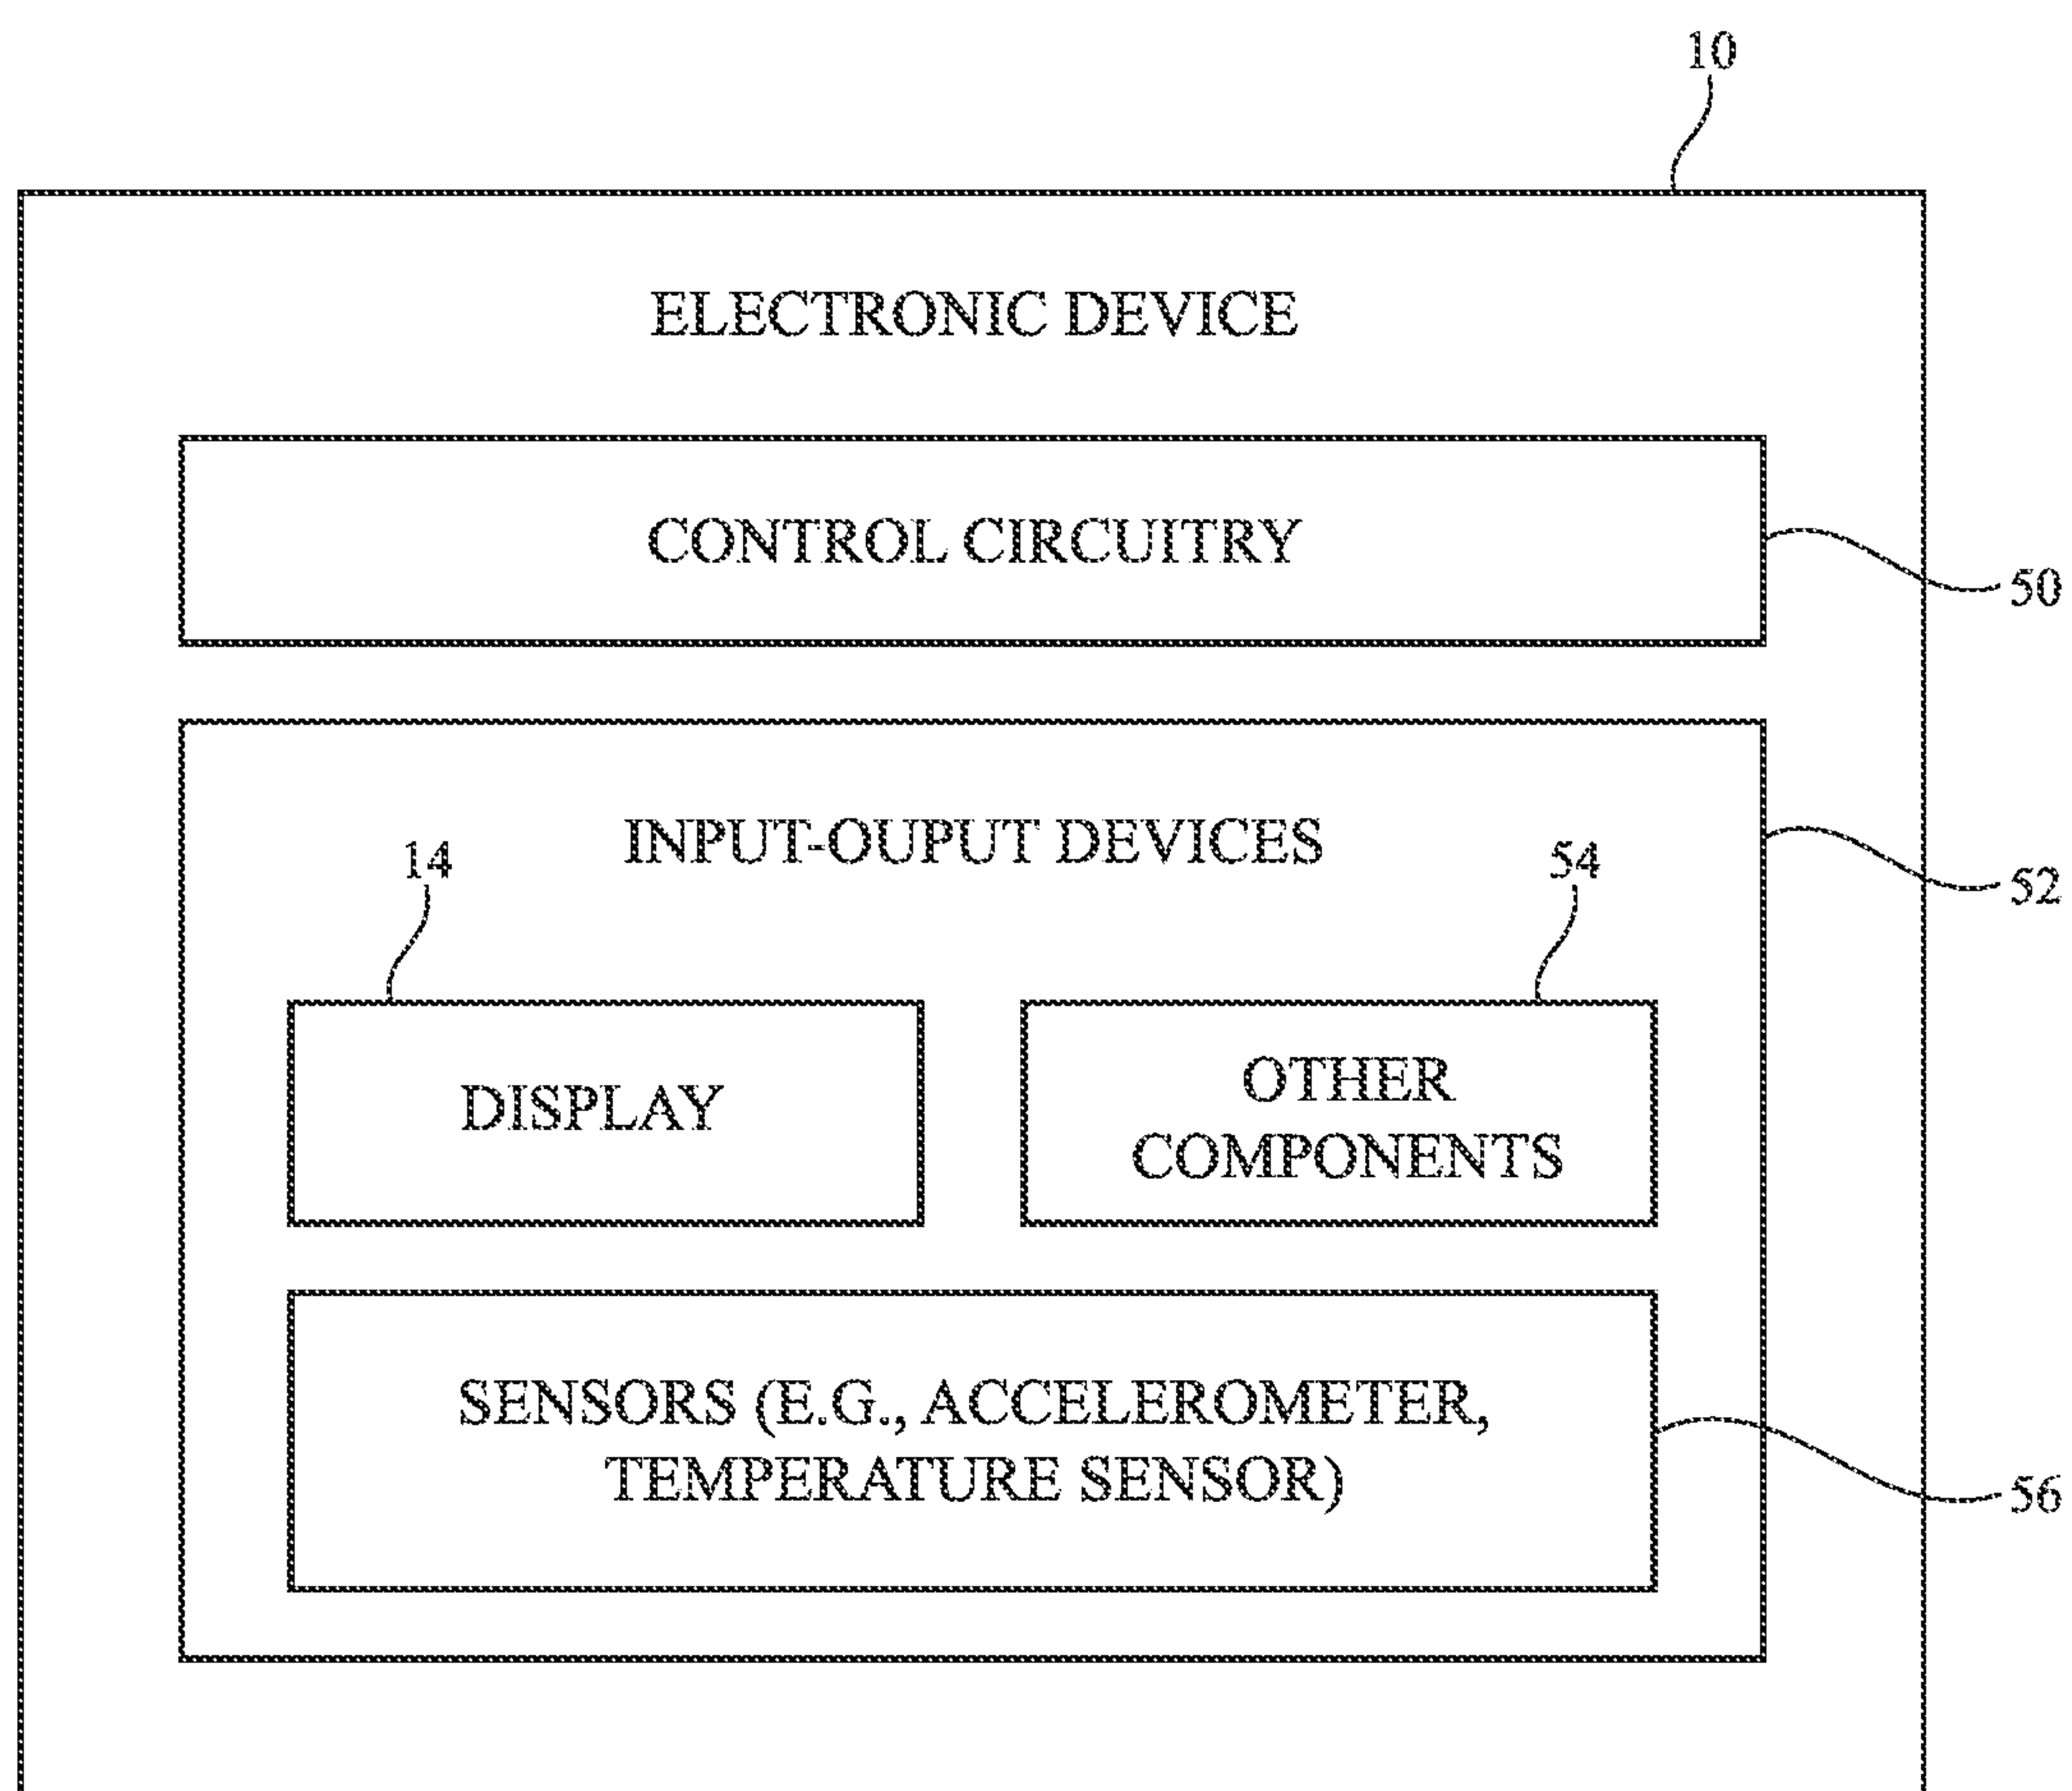 10
ELECTRONIC DEVICE
CONTROL CIRCUITRY
50
INPUT-OUPUT DEVICES
52
14
54
DISPLAY
OTHER
COMPONENTS
SENSORS (E.G., ACCELEROMETER,
TEMPERATURE SENSOR)
56